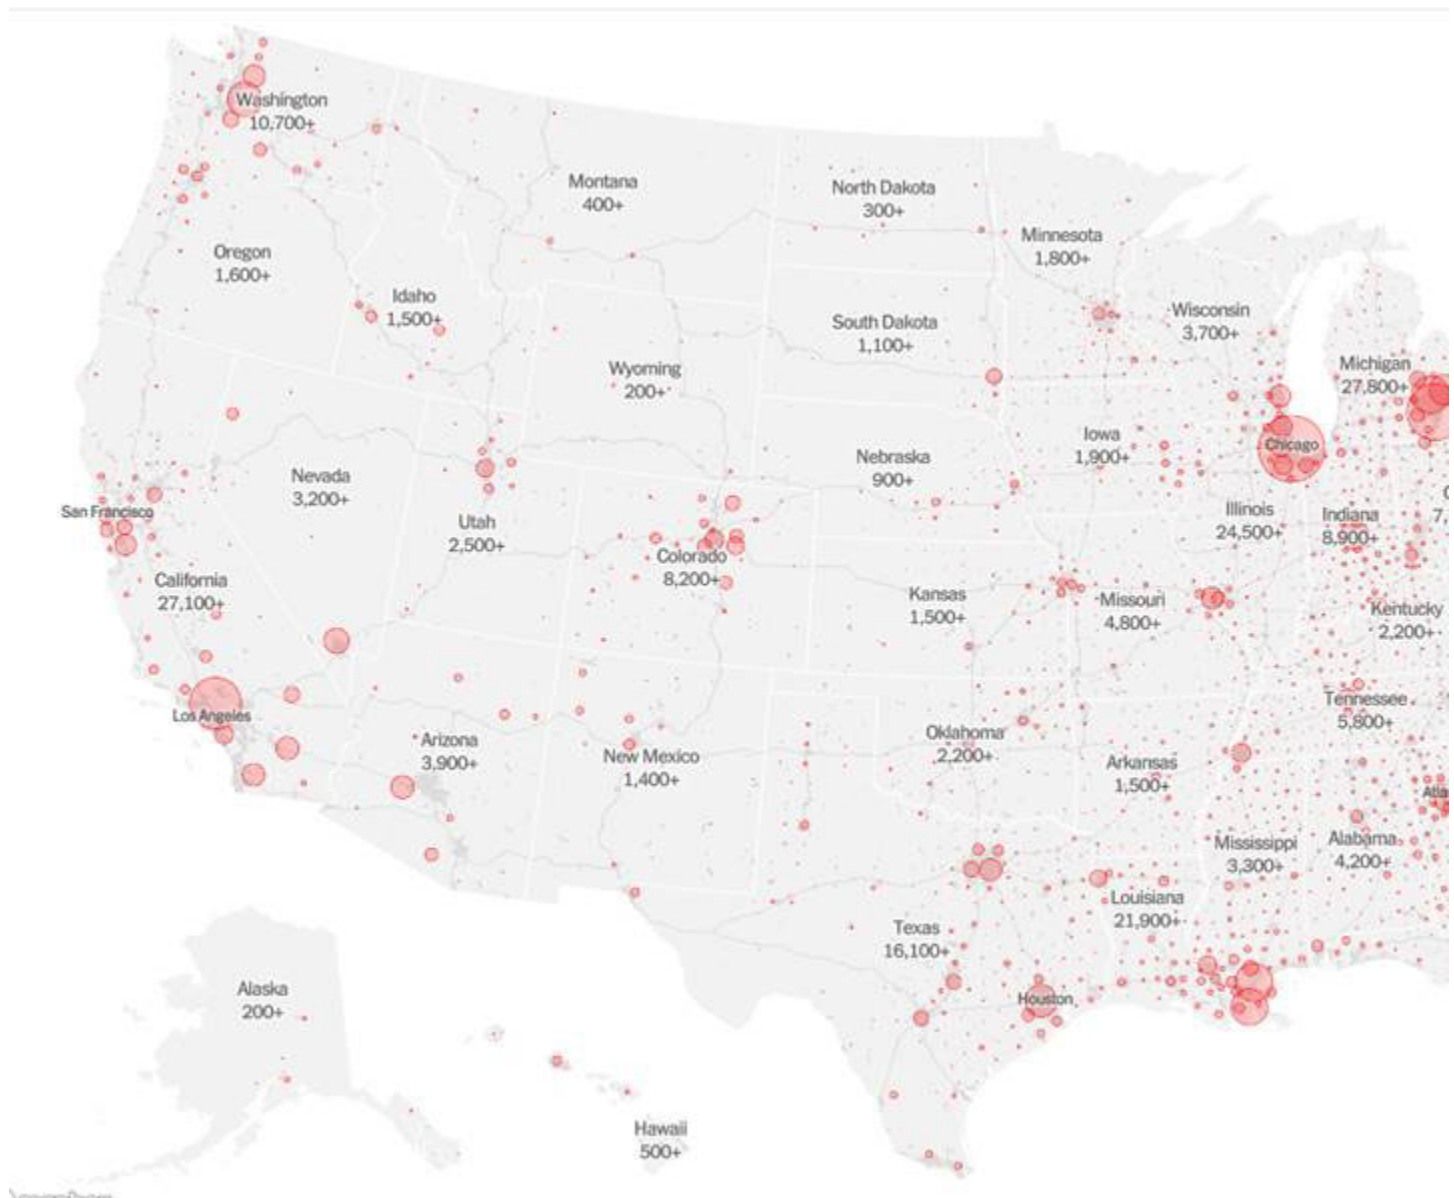 Washington
10,700+
Montana
400+
North Dakota
300+
Minnesota
1,800+
Oregon
1,600+
Idaho
1,500+
South Dakota
1,100+
Wisconsin
3,700+
Wyoming
200+
Michigan
27,800+
Nevada
3,200+
Nebraska
900+
Iowa
1,900+
Chicago
San Francisco
Utah
2,500+
Illinois
24,500+
Indiana
8,900+
7,
California
27,100+
Colorado
8,200+
Kansas
1,500+
Missouri
4,800+
Kentucky
2,200+
Los Angeles
Arizona
3,900+
New Mexico
1,400+
Oklahoma
2,200+
Arkansas
1,500+
Tennessee
5,800+
Atla
Mississippi
3,300+
Alabama
4,200+
Texas
16,100+
Louisiana
21,900+
Houston
Alaska
200+
Hawaii
500+